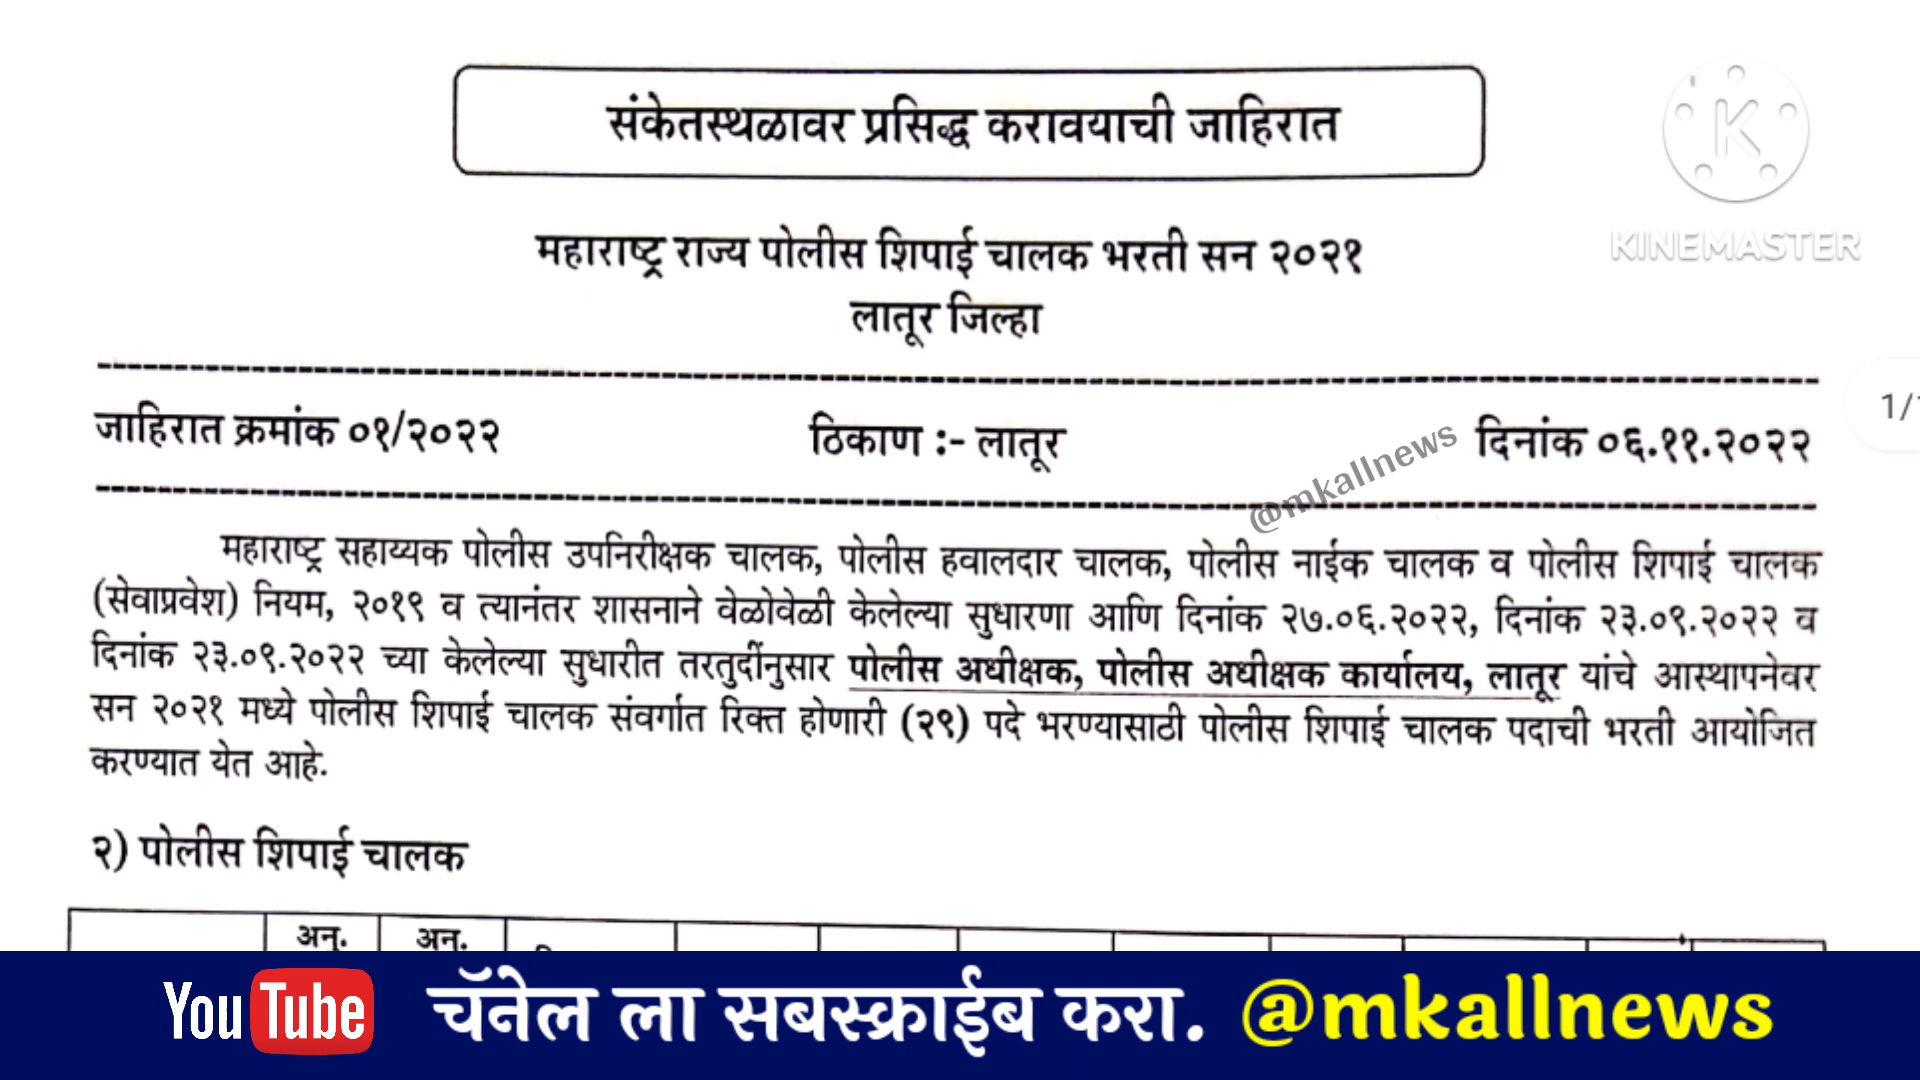 संकेतस्थळावर प्रसिद्ध करावयाची जाहिरात
KINEMASTER
महाराष्ट्र राज्य पोलीस शिपाई चालक भरती सन २०२१
लातूर जिल्हा
जाहिरात क्रमांक ०१/२०२२ ठिकाण :- लातूर दिनांक ०६.११.२०२२
@mkallnews
महाराष्ट्र सहाय्यक पोलीस उपनिरीक्षक चालक, पोलीस हवालदार चालक, पोलीस नाईक चालक व पोलीस शिपाई चालक
(सेवाप्रवेश) नियम, २०१९ व त्यानंतर शासनाने वेळोवेळी केलेल्या सुधारणा आणि दिनांक २७.०६.२०२२, दिनांक २३.०९.२०२२ व
दिनांक २३.०९.२०२२ च्या केलेल्या सुधारीत तरतुदींनुसार पोलीस अधीक्षक, पोलीस अधीक्षक कार्यालय, लातूर यांचे आस्थापनेवर
सन २०२१ मध्ये पोलीस शिपाई चालक संवर्गात रिक्त होणारी (२९) पदे भरण्यासाठी पोलीस शिपाई चालक पदाची भरती आयोजित
करण्यात येत आहे.
२) पोलीस शिपाई चालक
अनु. अनु.
YouTube चॅनेल ला सबस्क्राईब करा. @mkallnews